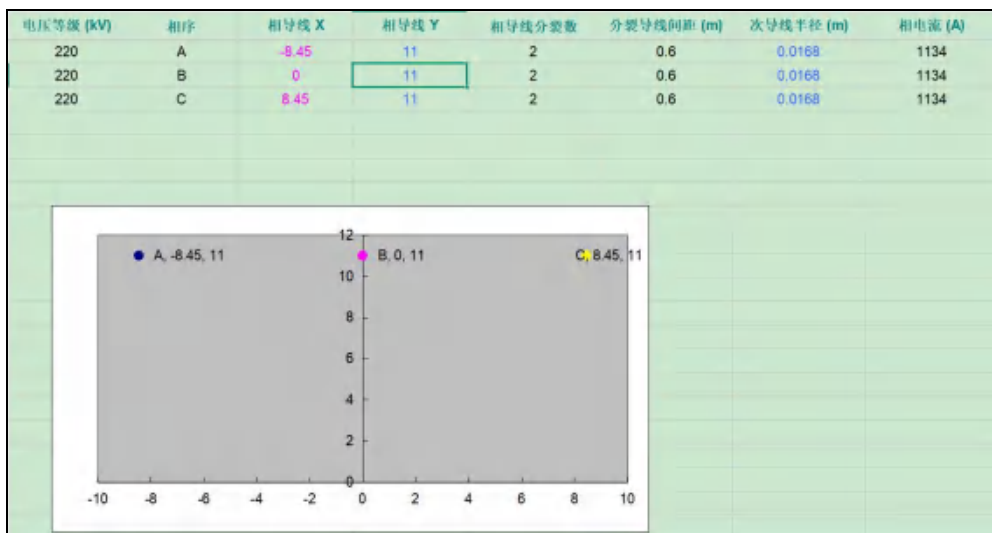 电压等级 (kV) 相序 相导线 X 相导线 Y 相导线分裂数 分裂导线间距 (m) 次导线半径 (m) 相电流 (A)
220 A -8.45 11 2 0.6 0.0168 1134
220 B 0 11 2 0.6 0.0168 1134
220 C 8.45 11 2 0.6 0.0168 1134
12
A, -8.45, 11 B, 0, 11 C, 8.45, 11
10
8
6
4
2
0
-10 -8 -6 -4 -2 0 2 4 6 8 10